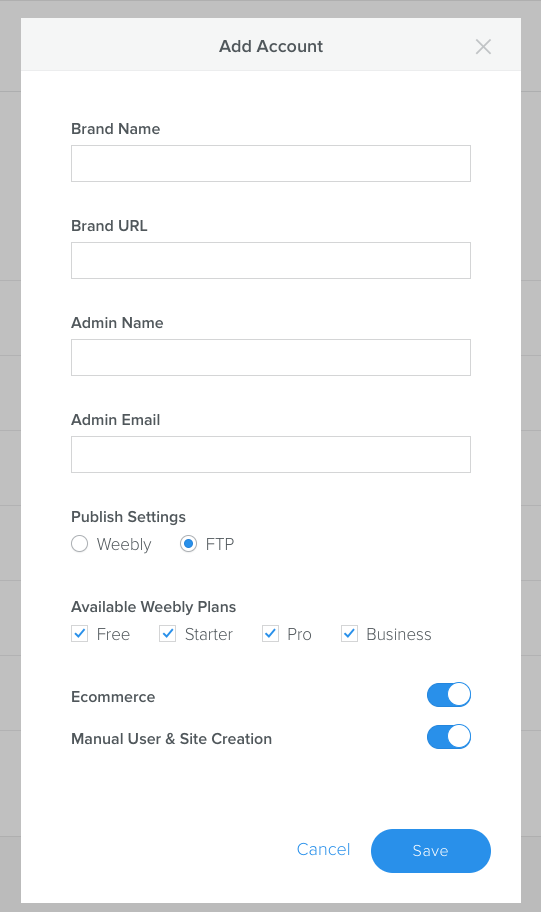 Add Account
Brand Name
Brand URL
Admin Name
Admin Email
Publish Settings
Weebly FTP
Available Weebly Plans
Free Starter Pro Business
Ecommerce
Manual User & Site Creation
Cancel Save